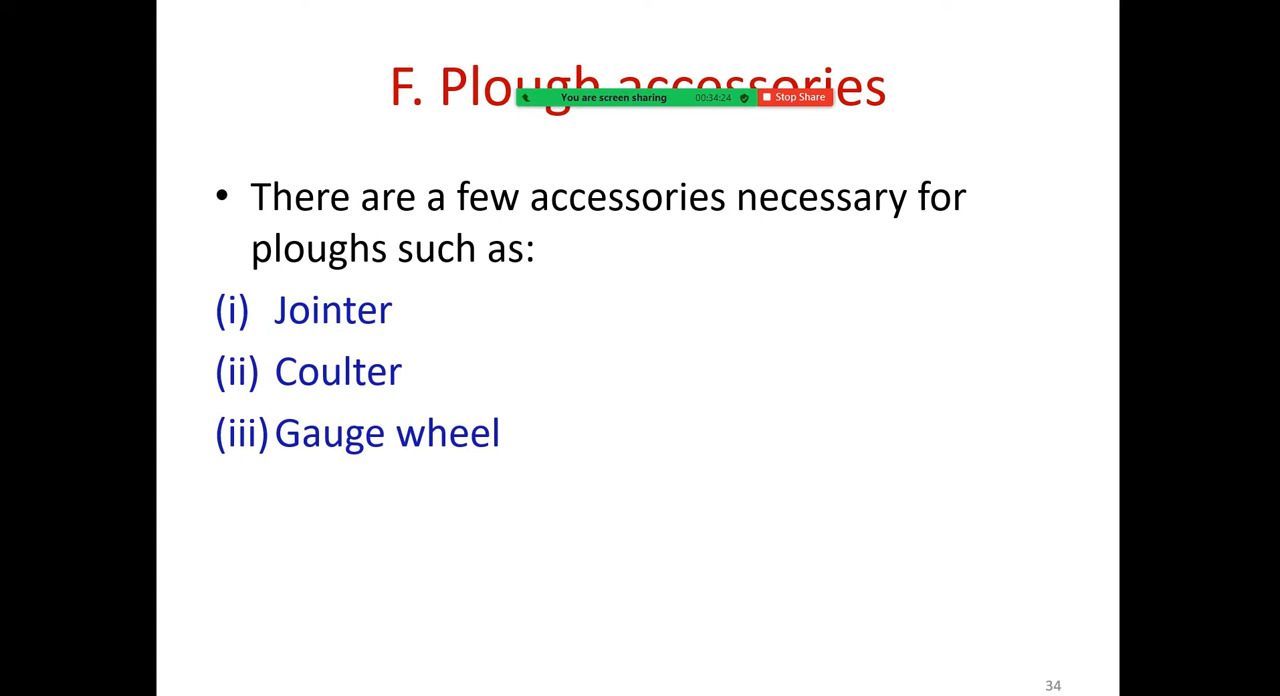 F. Plough accessories
You are screen sharing 00:34:24 Stop Share
• There are a few accessories necessary for
ploughs such as:
(i) Jointer
(ii) Coulter
(iii) Gauge wheel
34